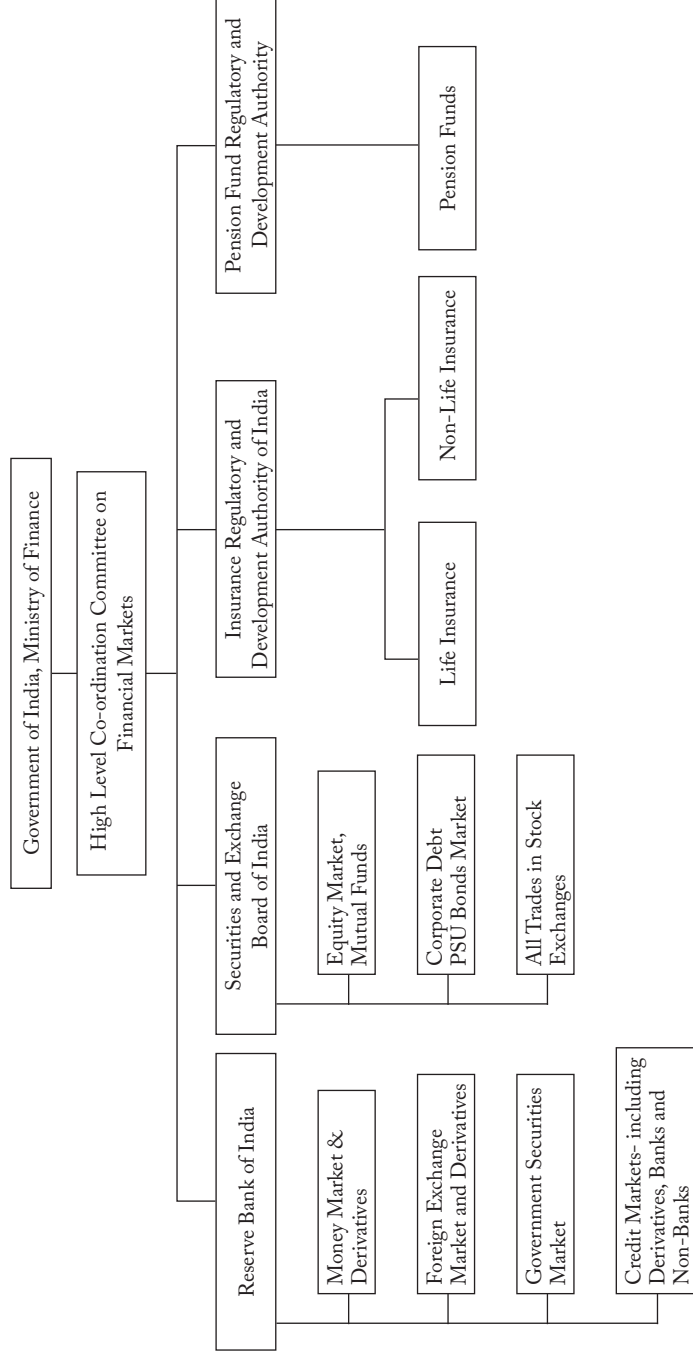 Government of India, Ministry of Finance
High Level Co-ordination Committee on
Financial Markets
Reserve Bank of India
Money Market &
Derivatives
Foreign Exchange
Market and Derivatives
Government Securities
Market
Credit Markets- including
Derivatives, Banks and
Non-Banks
Securities and Exchange
Board of India
Equity Market,
Mutual Funds
Corporate Debt
PSU Bonds Market
All Trades in Stock
Exchanges
Insurance Regulatory and
Development Authority of India
Life Insurance
Non-Life Insurance
Pension Fund Regulatory and
Development Authority
Pension Funds